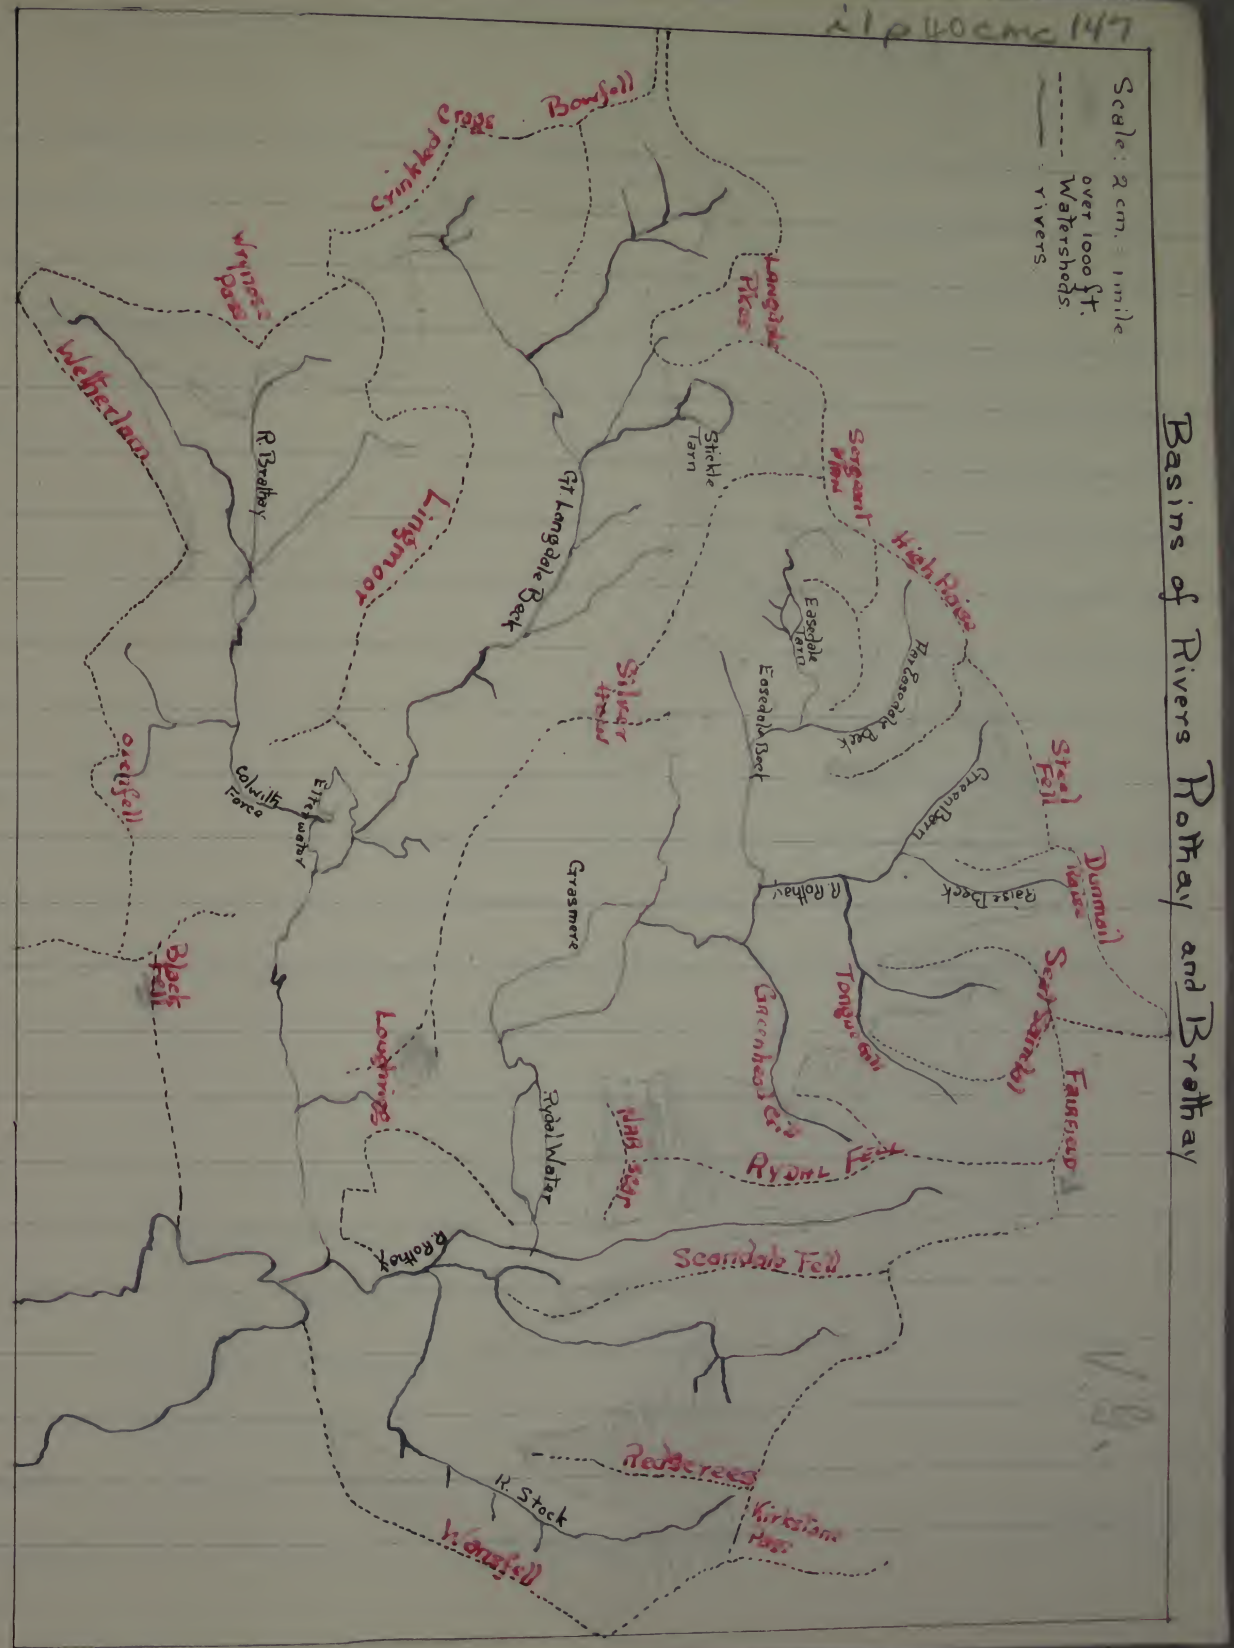 i1p40cmc147
Basins of Rivers Rothay and Brathay
Scale: 2 cm. : 1 mile
over 1000 ft.
Watersheds.
rivers
Bowfell
Crinkled Crags
Wrynose
Pass
Wetherlam
R. Brathay
Lingmoor
Langdale
Pikes
Stickle
Tarn
Gt. Langdale Beck
Sergeant
Man
High Raise
Easedale
Tarn
Far Easedale
Beck
Easedale Beck
Silver
How
Steel
Fell
GreenBurn
Dunmail
Raise
Raise Beck
R. Rothay
Colwith
Force
Elterwater
Oxenfell
Black
Fell
Grasmere
Loughrigg
Seat Sandal
Tongue Gill
Greenhead Gill
FAIRFIELD
RYDAL FELL
NAB SCAR
Rydal Water
R. Rothay
Scandale Fell
Redscrees
Kirkstone
Pass
R. Stock
Wansfell